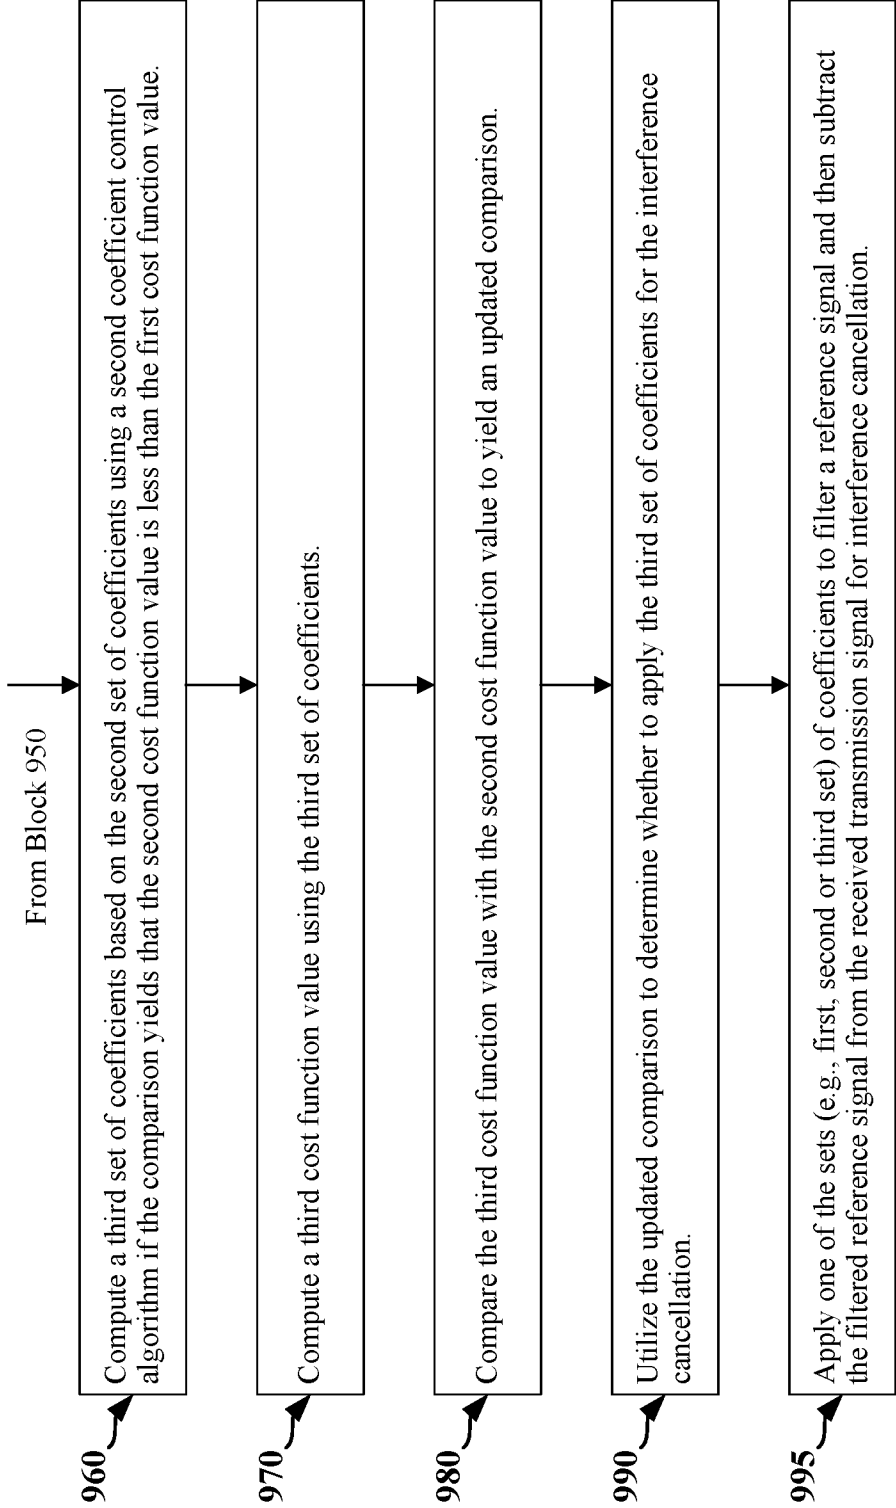 From Block 950
960
Compute a third set of coefficients based on the second set of coefficients using a second coefficient control
algorithm if the comparison yields that the second cost function value is less than the first cost function value.
970
Compute a third cost function value using the third set of coefficients.
980
Compare the third cost function value with the second cost function value to yield an updated comparison.
990
Utilize the updated comparison to determine whether to apply the third set of coefficients for the interference
cancellation.
995
Apply one of the sets (e.g., first, second or third set) of coefficients to filter a reference signal and then subtract
the filtered reference signal from the received transmission signal for interference cancellation.